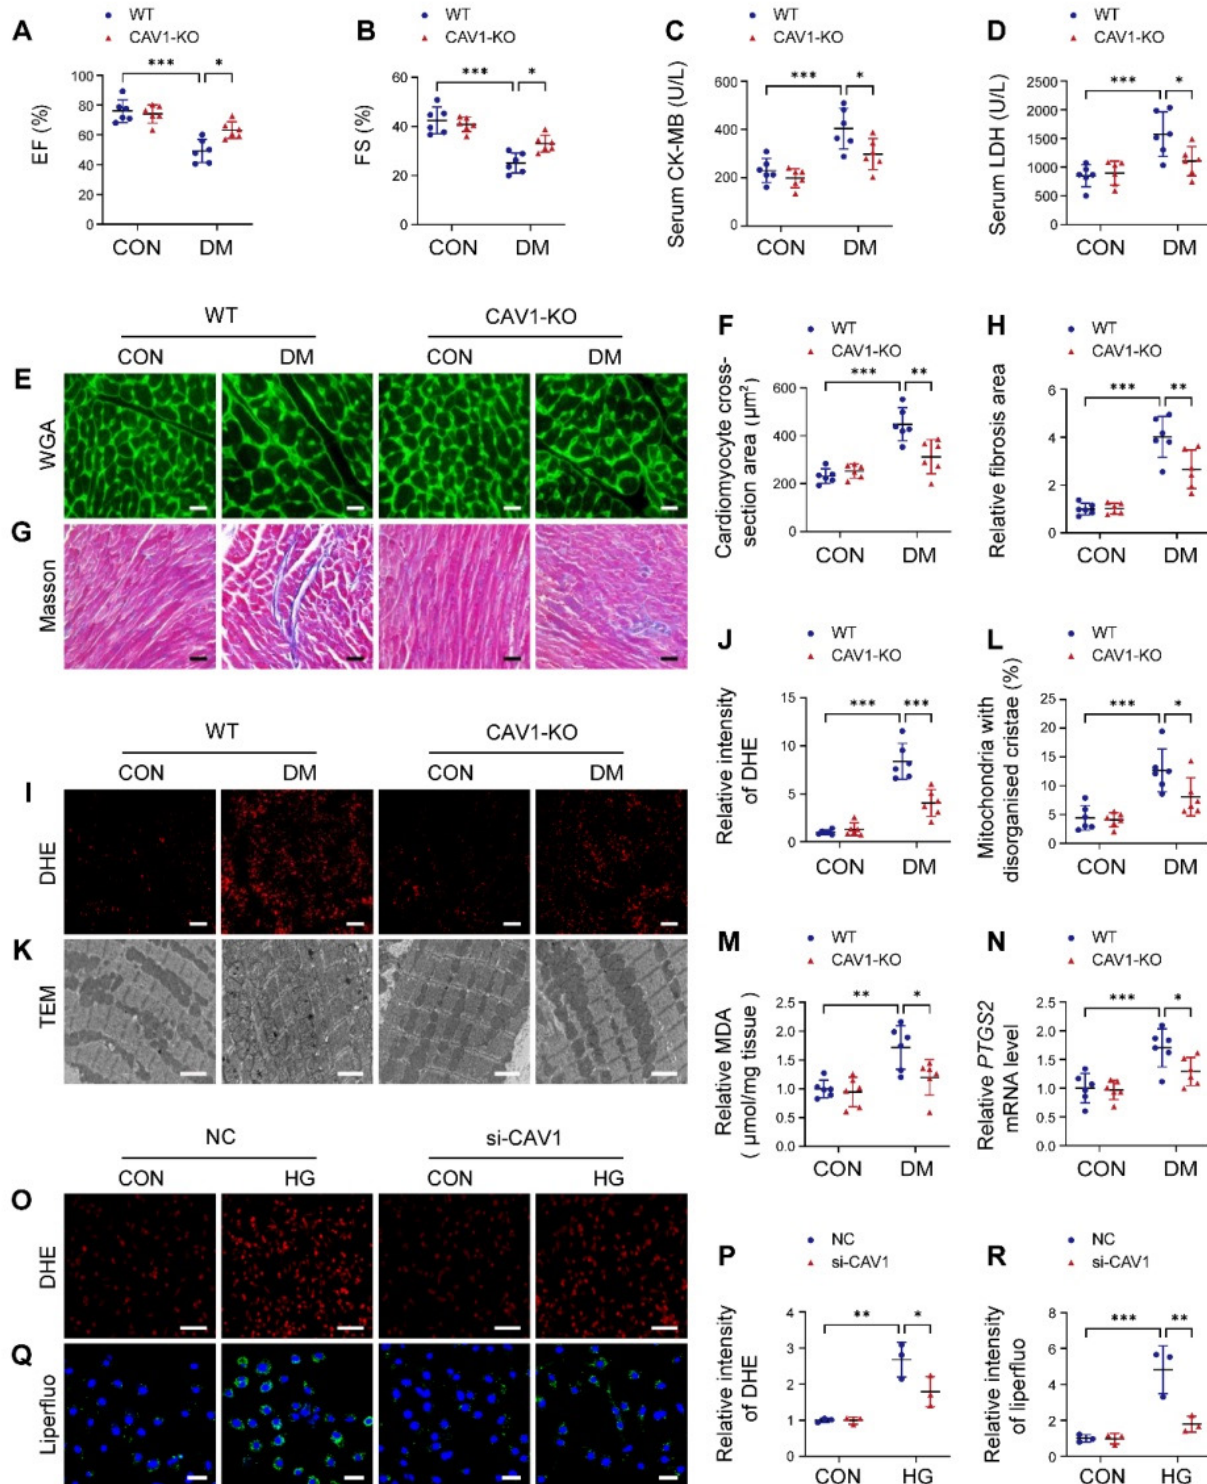 A
WT
CAV1-KO
***
*
EF (%)
100
80
60
40
20
0
CON
DM
B
WT
CAV1-KO
***
*
FS (%)
60
40
20
0
CON
DM
C
WT
CAV1-KO
***
*
Serum CK-MB (U/L)
600
400
200
0
CON
DM
D
WT
CAV1-KO
***
*
Serum LDH (U/L)
2500
2000
1500
1000
500
0
CON
DM
WT
CAV1-KO
CON
DM
CON
DM
E
WGA
G
Masson
F
WT
CAV1-KO
***
**
Cardiomyocyte cross-
section area (µm²)
600
400
200
0
CON
DM
H
WT
CAV1-KO
***
**
Relative fibrosis area
6
4
2
0
CON
DM
WT
CAV1-KO
CON
DM
CON
DM
I
DHE
K
TEM
J
WT
CAV1-KO
***
***
Relative intensity
of DHE
15
10
5
0
CON
DM
L
WT
CAV1-KO
***
*
Mitochondria with
disorganised cristae (%)
25
20
15
10
5
0
CON
DM
M
WT
CAV1-KO
**
*
Relative MDA
( µmol/mg tissue )
2.5
2.0
1.5
1.0
0.5
0.0
CON
DM
N
WT
CAV1-KO
***
*
Relative PTGS2
mRNA level
2.5
2.0
1.5
1.0
0.5
0.0
CON
DM
NC
si-CAV1
CON
HG
CON
HG
O
DHE
Q
Liperfluo
P
NC
si-CAV1
**
*
Relative intensity
of DHE
4
3
2
1
0
CON
HG
R
NC
si-CAV1
***
**
Relative intensity
of liperfluo
8
6
4
2
0
CON
HG